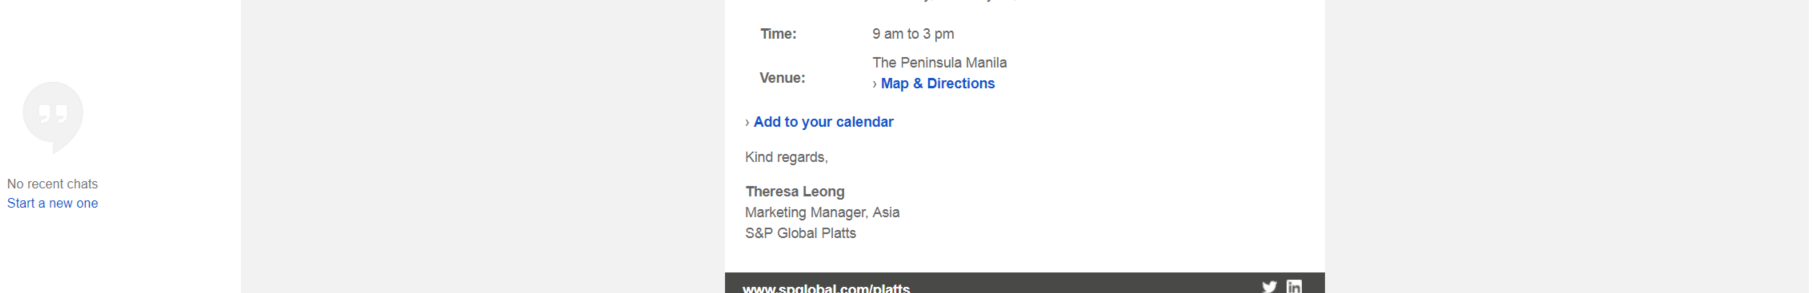 Time:
9 am to 3 pm
Venue:
The Peninsula Manila
› Map & Directions
› Add to your calendar
Kind regards,
Theresa Leong
Marketing Manager, Asia
S&P Global Platts
www.spglobal.com/platts
No recent chats
Start a new one